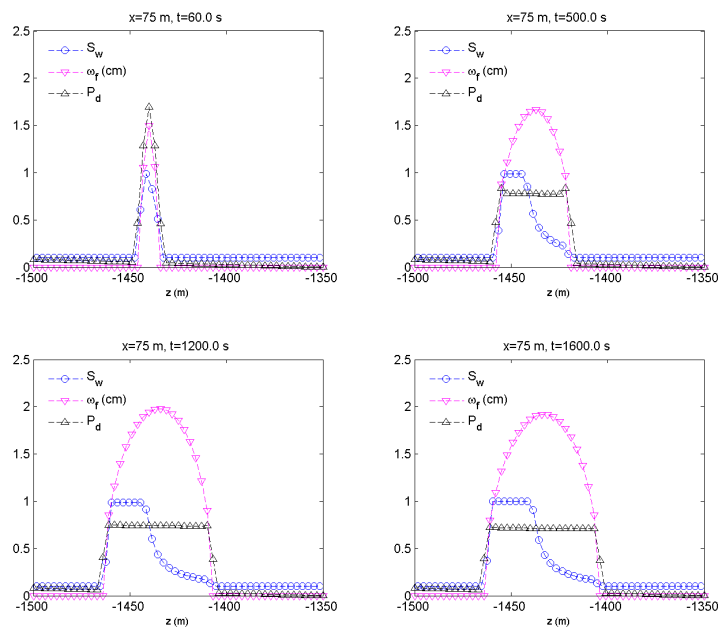 x=75 m, t=60.0 s
2.5
2
1.5
1
0.5
0
-1500
-1450
-1400
-1350
z (m)
S_w
ω_f (cm)
P_d
x=75 m, t=500.0 s
2.5
2
1.5
1
0.5
0
-1500
-1450
-1400
-1350
z (m)
S_w
ω_f (cm)
P_d
x=75 m, t=1200.0 s
2.5
2
1.5
1
0.5
0
-1500
-1450
-1400
-1350
z (m)
S_w
ω_f (cm)
P_d
x=75 m, t=1600.0 s
2.5
2
1.5
1
0.5
0
-1500
-1450
-1400
-1350
z (m)
S_w
ω_f (cm)
P_d